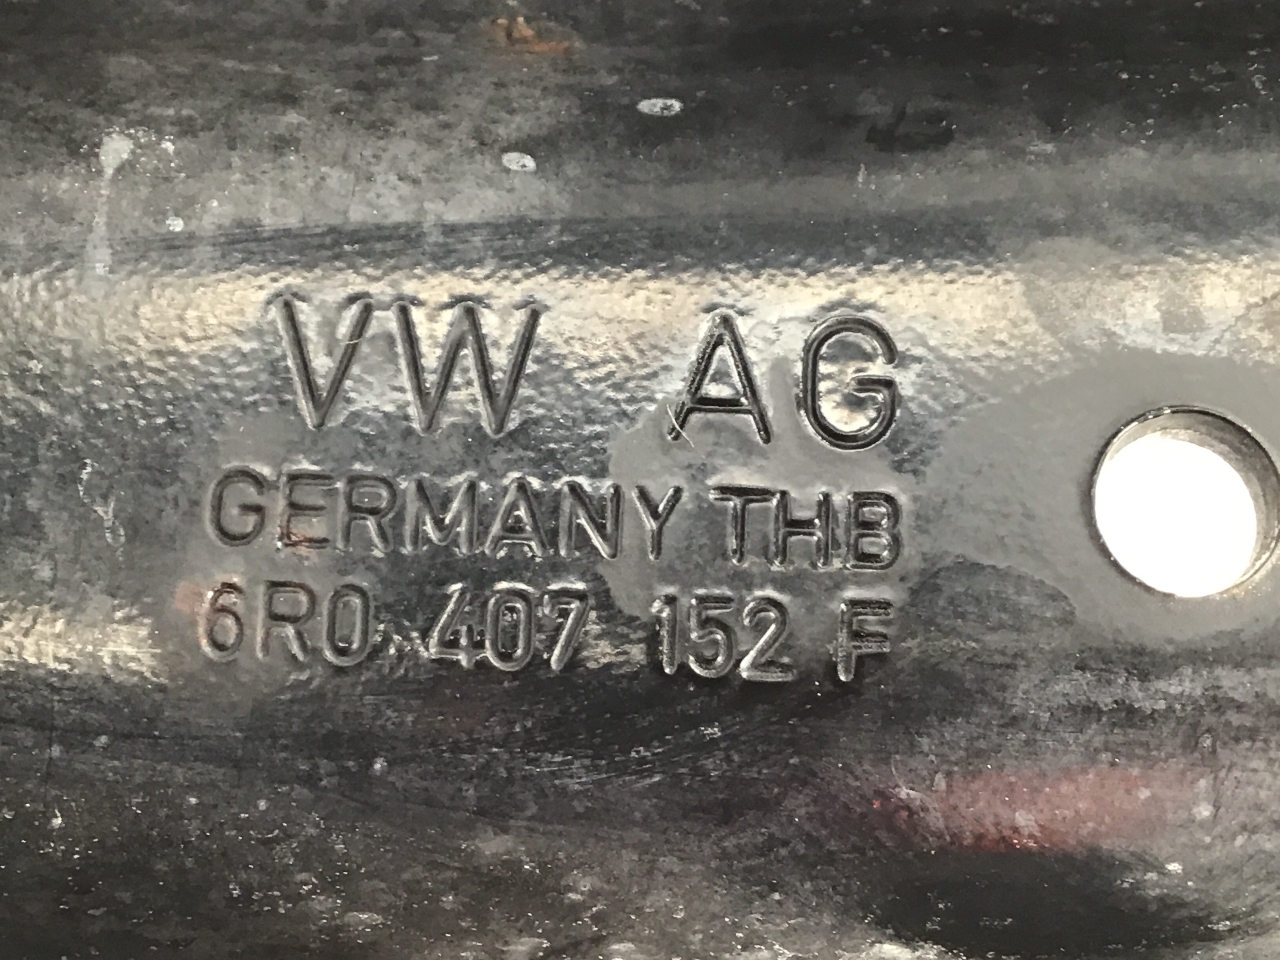 VW AG
GERMANY THB
6R0 407 152 F